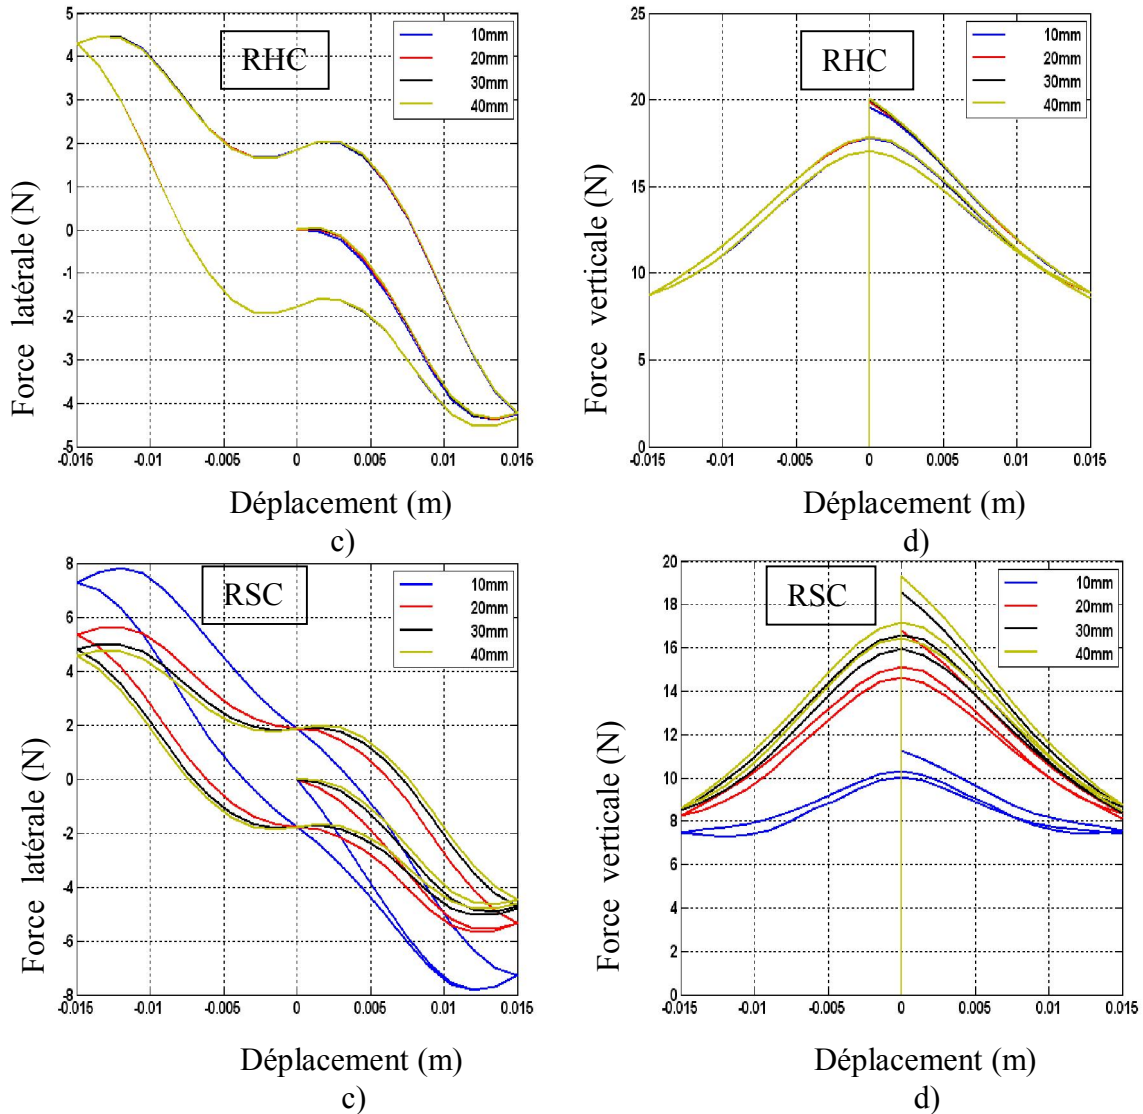 RHC
10mm
20mm
30mm
40mm
Force latérale (N)
5
4
3
2
1
0
-1
-2
-3
-4
5
-0.015
-0.01
-0.005
0
0.005
0.01
0.015
Déplacement (m)
c)
RHC
10mm
20mm
30mm
40mm
Force verticale (N)
25
20
15
10
5
0
-0.015
-0.01
-0.005
0
0.005
0.01
0.015
Déplacement (m)
d)
RSC
10mm
20mm
30mm
40mm
Force latérale (N)
8
6
4
2
0
-2
-4
-6
-8
-0.015
-0.01
-0.005
0
0.005
0.01
0.015
Déplacement (m)
c)
RSC
10mm
20mm
30mm
40mm
Force verticale (N)
20
18
16
14
12
10
8
6
4
2
0
-0.015
-0.01
-0.005
0
0.005
0.01
0.015
Déplacement (m)
d)